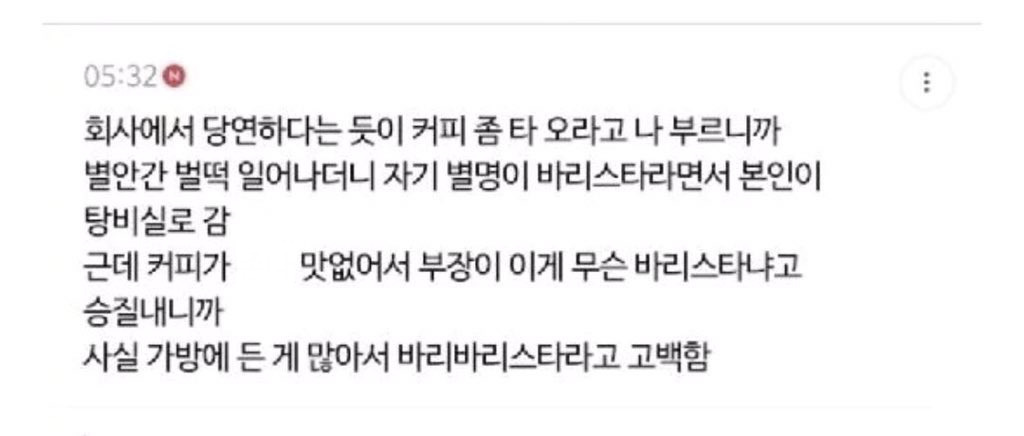 05:32 N
회사에서 당연하다는 듯이 커피 좀 타 오라고 나 부르니까
별안간 벌떡 일어나더니 자기 별명이 바리스타라면서 본인이
탕비실로 감
근데 커피가 맛없어서 부장이 이게 무슨 바리스타냐고
승질내니까
사실 가방에 든 게 많아서 바리바리스타라고 고백함